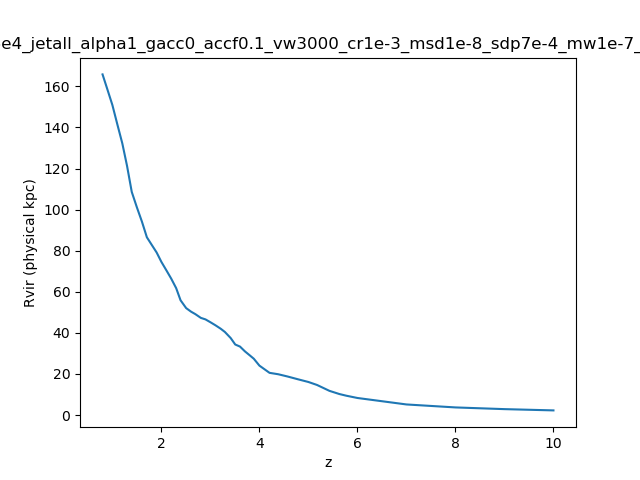 e4_jetall_alpha1_gacc0_accf0.1_vw3000_cr1e-3_msd1e-8_sdp7e-4_mw1e-7_
Rvir (physical kpc)
160
140
120
100
80
60
40
20
0
2 4 6 8 10
z